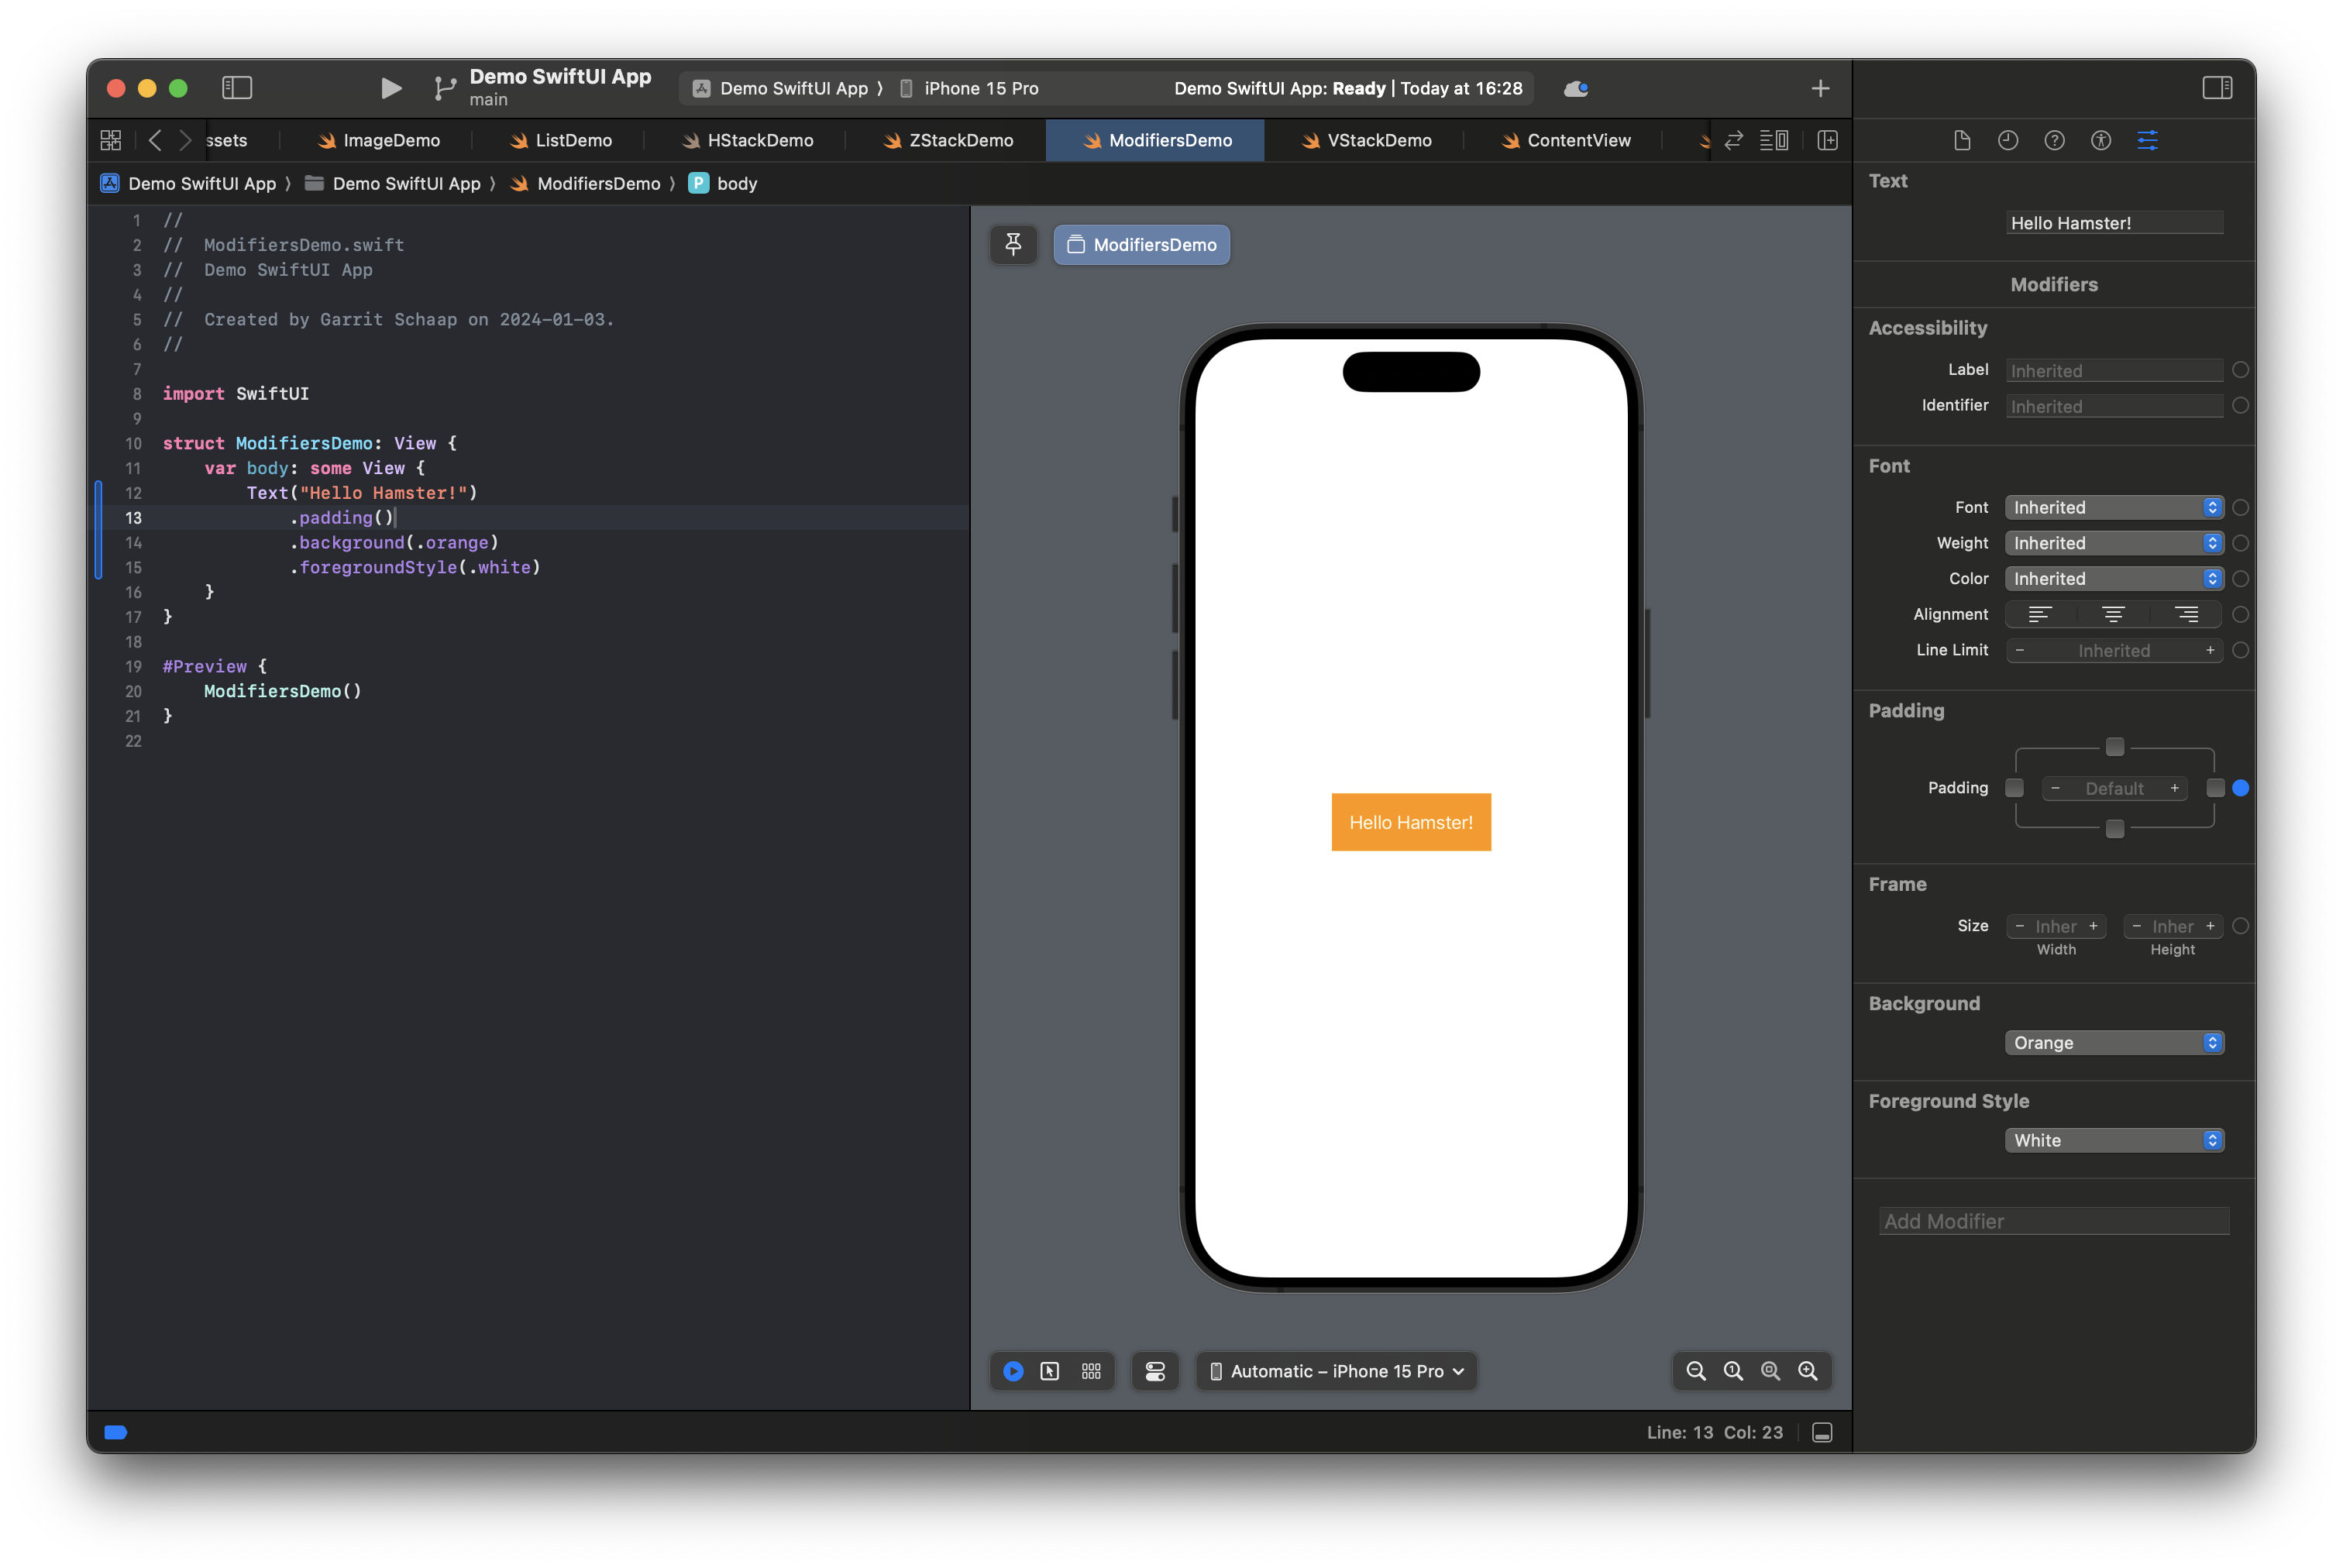 Demo SwiftUI App
main
Demo SwiftUI App ⟩ iPhone 15 Pro
Demo SwiftUI App: Ready | Today at 16:28
ssets
ImageDemo
ListDemo
HStackDemo
ZStackDemo
ModifiersDemo
VStackDemo
ContentView
Demo SwiftUI App ⟩ Demo SwiftUI App ⟩ ModifiersDemo ⟩ P body
1 //
2 //  ModifiersDemo.swift
3 //  Demo SwiftUI App
4 //
5 //  Created by Garrit Schaap on 2024-01-03.
6 //
7
8 import SwiftUI
9
10 struct ModifiersDemo: View {
11     var body: some View {
12         Text("Hello Hamster!")
13             .padding()
14             .background(.orange)
15             .foregroundStyle(.white)
16     }
17 }
18
19 #Preview {
20     ModifiersDemo()
21 }
22
ModifiersDemo
Hello Hamster!
Automatic – iPhone 15 Pro
Line: 13 Col: 23
Text
Hello Hamster!
Modifiers
Accessibility
Label Inherited
Identifier Inherited
Font
Font Inherited
Weight Inherited
Color Inherited
Alignment
Line Limit − Inherited +
Padding
Padding − Default +
Frame
Size − Inher + − Inher +
Width Height
Background
Orange
Foreground Style
White
Add Modifier